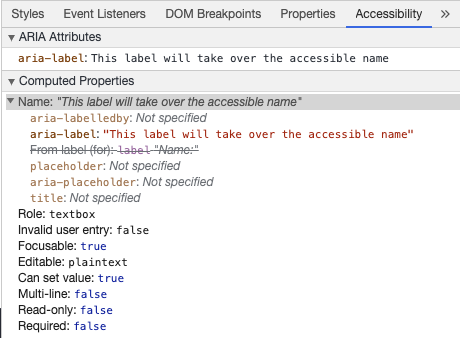 Styles Event Listeners DOM Breakpoints Properties Accessibility »
▼ ARIA Attributes
aria-label: This label will take over the accessible name
▼ Computed Properties
▼ Name: "This label will take over the accessible name"
aria-labelledby: Not specified
aria-label: "This label will take over the accessible name"
From label (for): label "Name:"
placeholder: Not specified
aria-placeholder: Not specified
title: Not specified
Role: textbox
Invalid user entry: false
Focusable: true
Editable: plaintext
Can set value: true
Multi-line: false
Read-only: false
Required: false